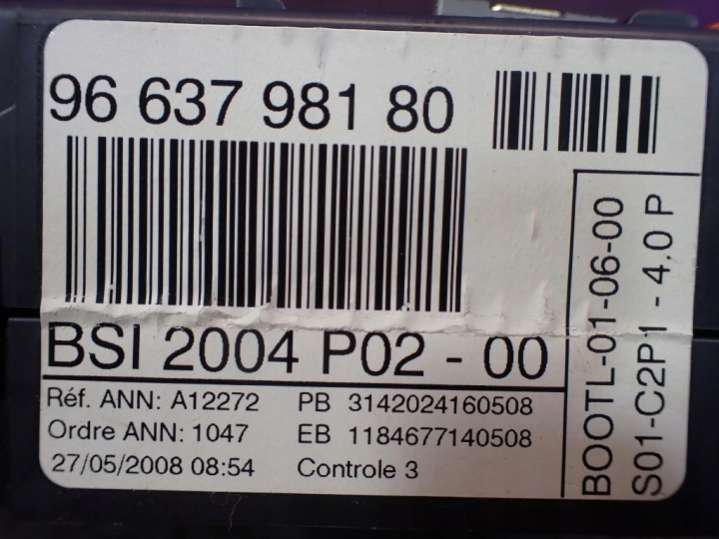 96 637 981 80
BSI 2004 P02 - 00
Réf. ANN: A12272 PB 3142024160508
Ordre ANN: 1047 EB 1184677140508
27/05/2008 08:54 Controle 3
BOOTL-01-06-00
S01-C2P1 - 4,0 P